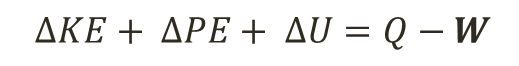 ΔKE + ΔPE + ΔU = Q − W